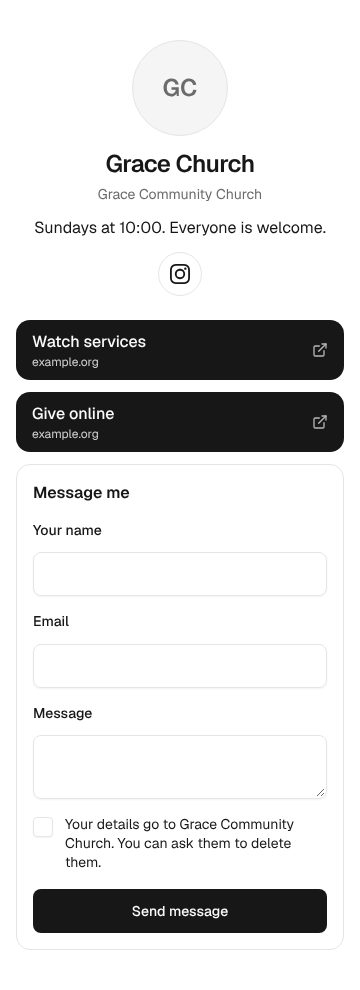 GC
Grace Church
Grace Community Church
Sundays at 10:00. Everyone is welcome.
Watch services
example.org
Give online
example.org
Message me
Your name
Email
Message
Your details go to Grace Community
Church. You can ask them to delete
them.
Send message